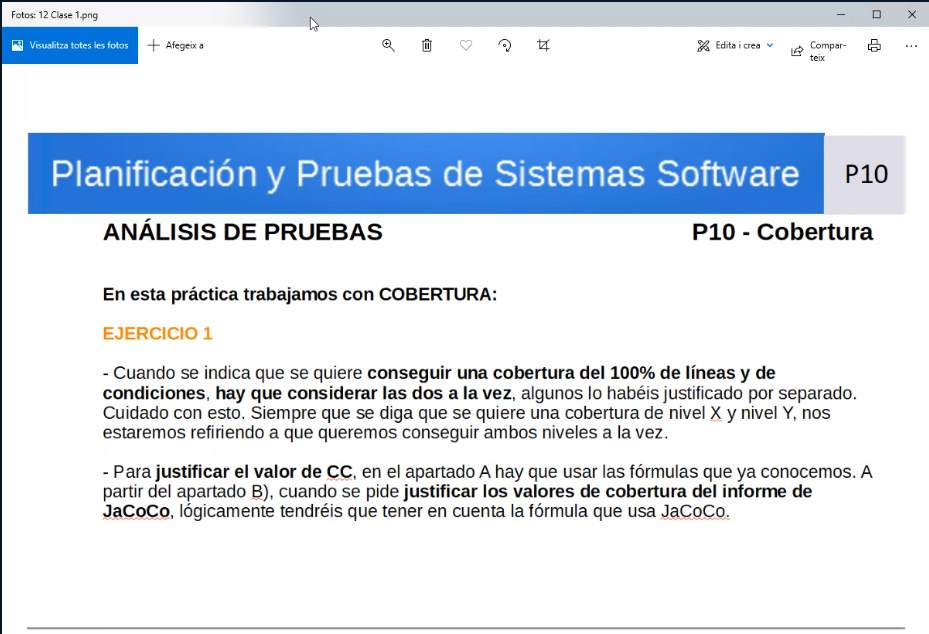 Fotos: 12 Clase 1.png
Visualitza totes les fotos
Afegeix a
Edita i crea
Compar-
teix
Planificación y Pruebas de Sistemas Software
P10
ANÁLISIS DE PRUEBAS
P10 - Cobertura
En esta práctica trabajamos con COBERTURA:
EJERCICIO 1
- Cuando se indica que se quiere conseguir una cobertura del 100% de líneas y de
condiciones, hay que considerar las dos a la vez, algunos lo habéis justificado por separado.
Cuidado con esto. Siempre que se diga que se quiere una cobertura de nivel X y nivel Y, nos
estaremos refiriendo a que queremos conseguir ambos niveles a la vez.
- Para justificar el valor de CC, en el apartado A hay que usar las fórmulas que ya conocemos. A
partir del apartado B), cuando se pide justificar los valores de cobertura del informe de
JaCoCo, lógicamente tendréis que tener en cuenta la fórmula que usa JaCoCo.